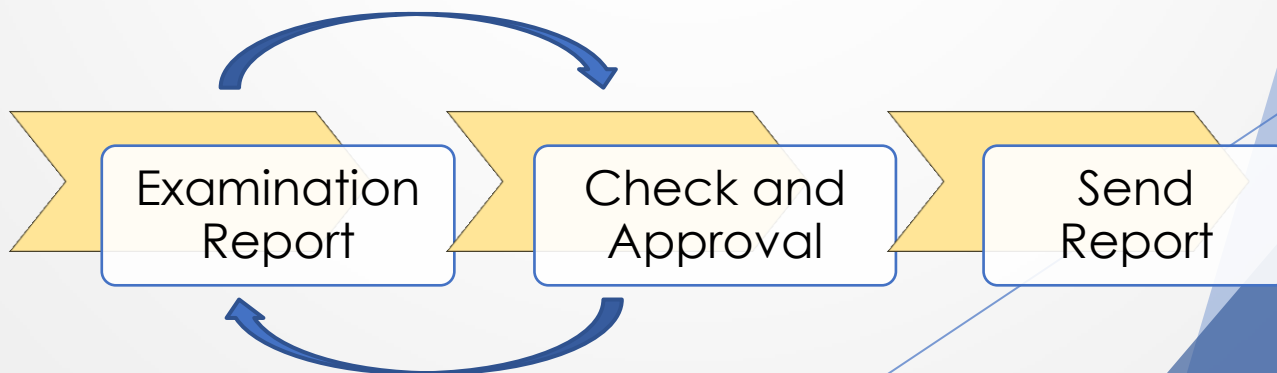 Examination
Report
Check and
Approval
Send
Report